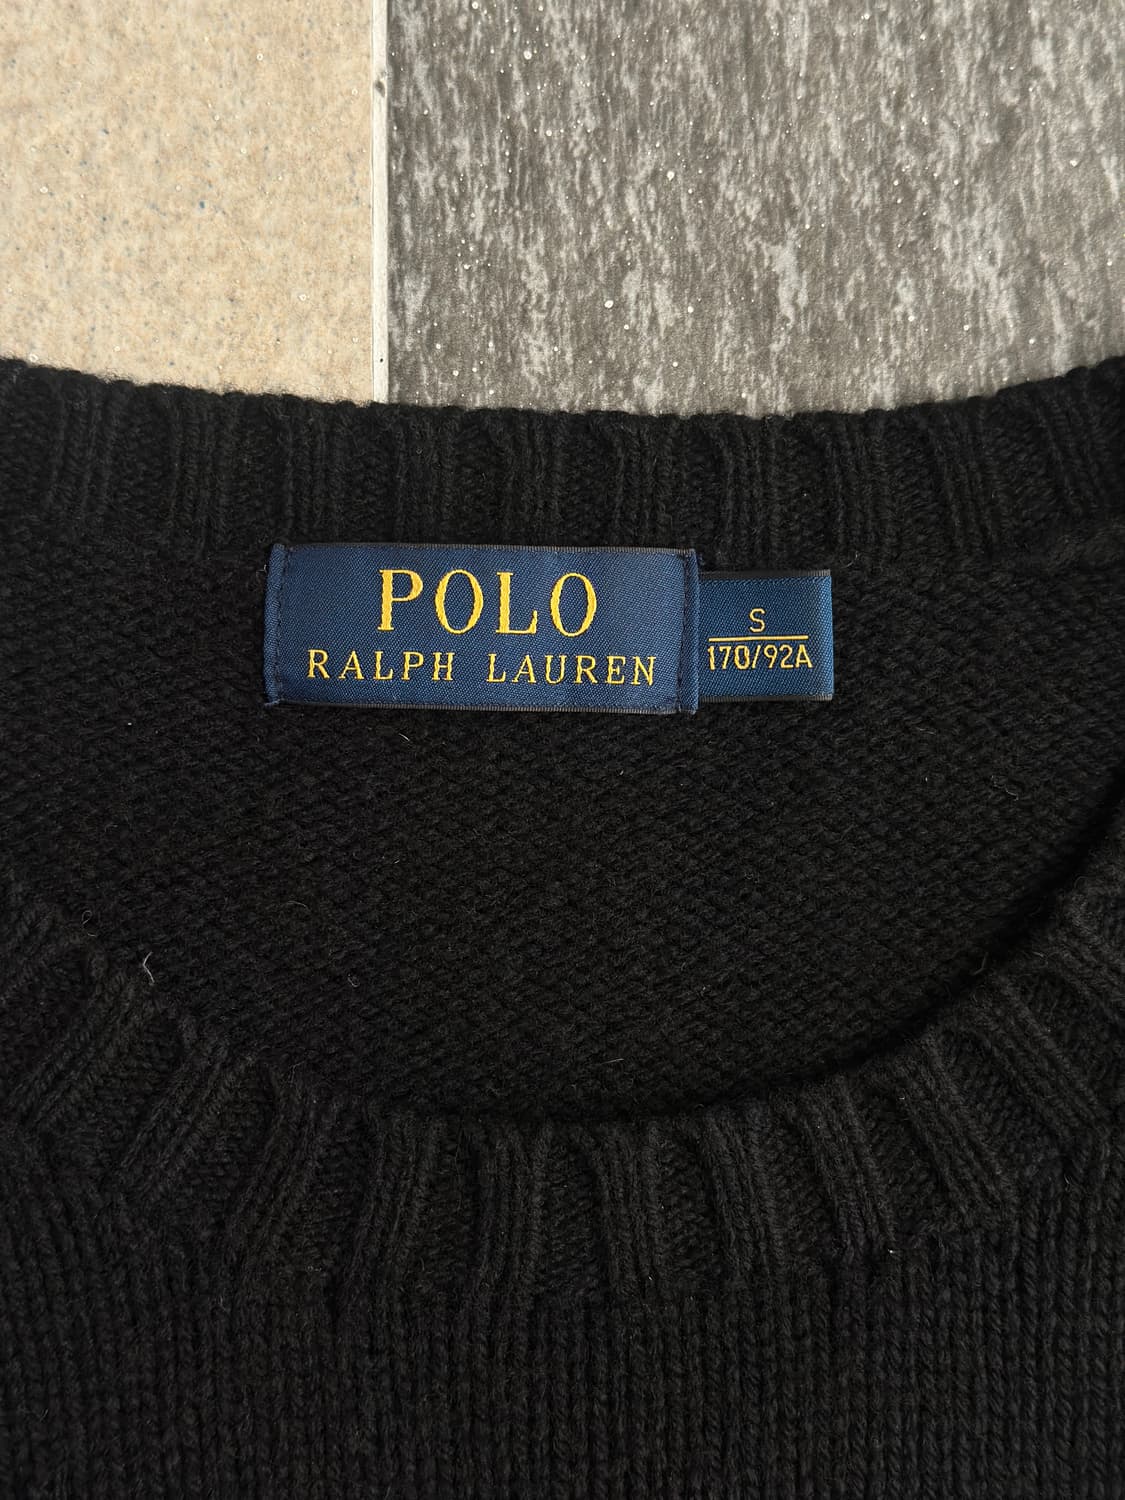 POLO
RALPH LAUREN
S
170/92A